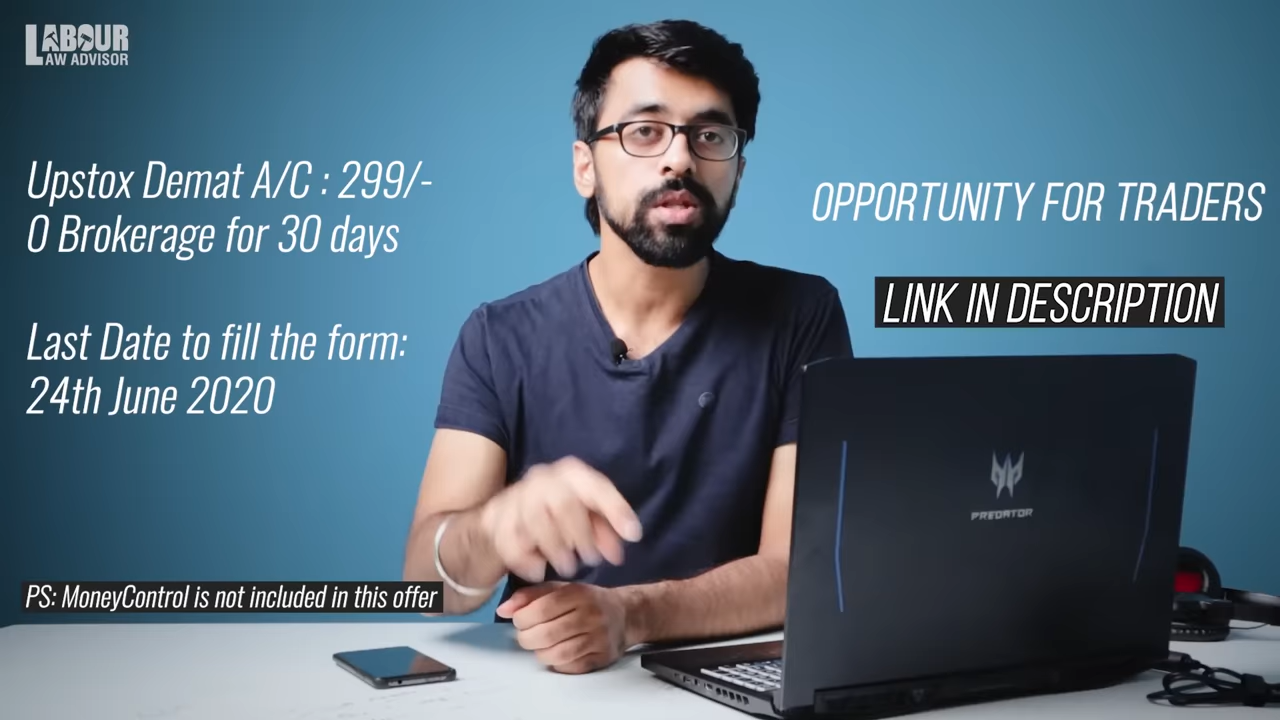 LABOUR
LAW ADVISOR
Upstox Demat A/C : 299/-
0 Brokerage for 30 days
Last Date to fill the form:
24th June 2020
OPPORTUNITY FOR TRADERS
LINK IN DESCRIPTION
PREDATOR
PS: MoneyControl is not included in this offer